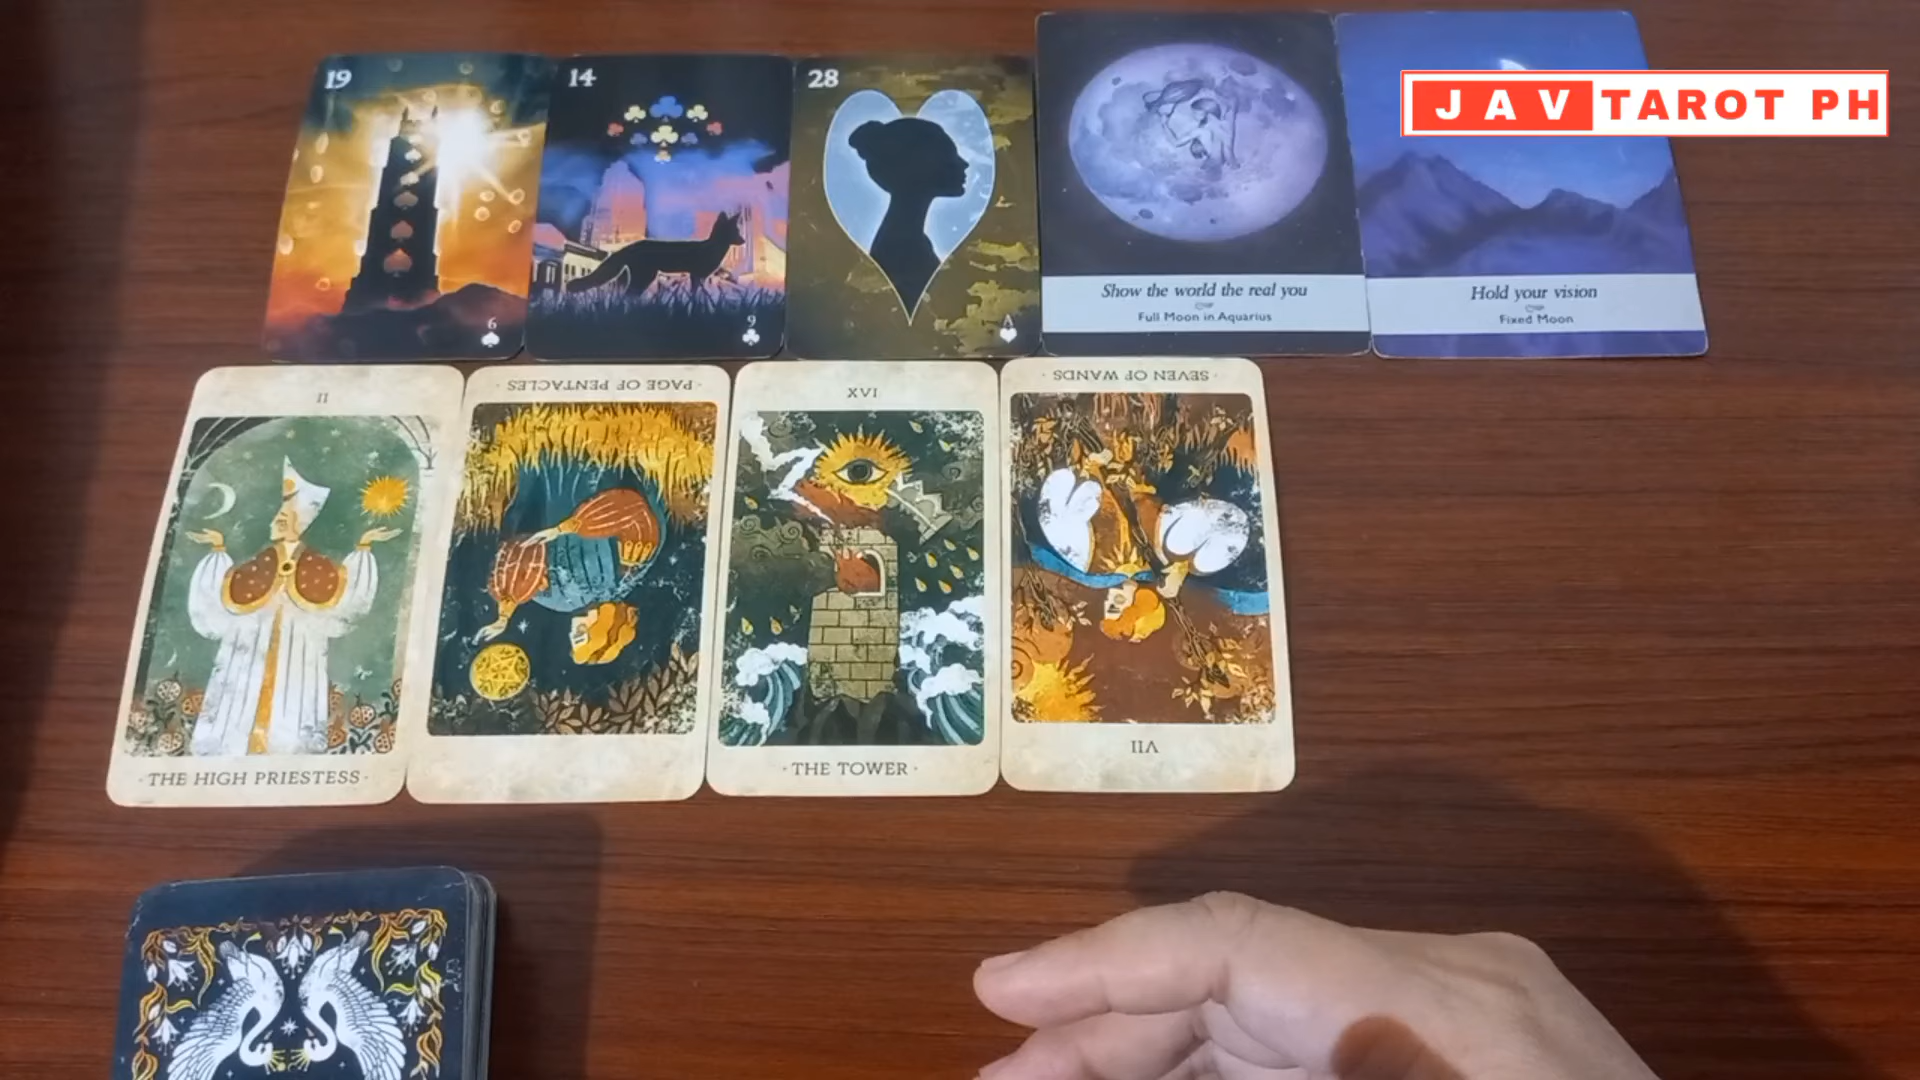 19
14
28
6
9
A
Show the world the real you
Full Moon in Aquarius
Hold your vision
Fixed Moon
JAV TAROT PH
II
THE HIGH PRIESTESS
PAGE OF PENTACLES
XVI
THE TOWER
SEVEN OF WANDS
VII